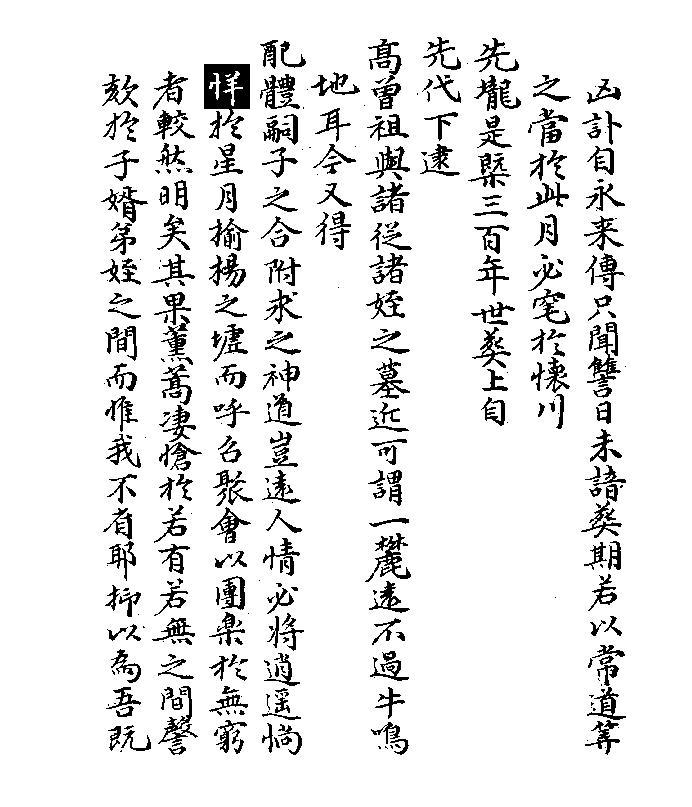 凶訃自永来傳只聞讐日未諳葬期若以常道筭
之當於此月必窆於懷川
先壠是槩三百年世葬上自
先代下逮
高曾祖與諸從諸姪之墓近可謂一麓遠不過牛鳴
地耳今又得
配體嗣子之合附求之神道豈遠人情必將逍遥惝
徉於星月揄揚之墟而呼召聚會以團楽於無窮
者較然明矣其果薰蒿凄愴於若有若無之間謦
欬於子婿弟姪之間而惟我不有耶抑以為吾既